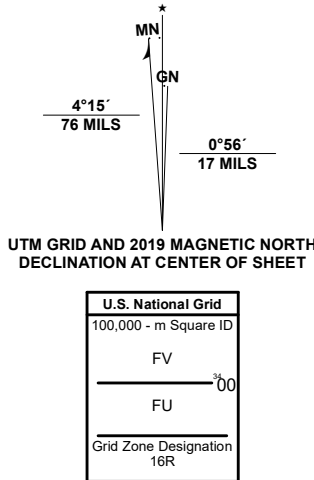 ★
MN
GN
4°15´
76 MILS
0°56´
17 MILS
UTM GRID AND 2019 MAGNETIC NORTH
DECLINATION AT CENTER OF SHEET
U.S. National Grid
100,000 - m Square ID
FV
34 00
FU
Grid Zone Designation
16R